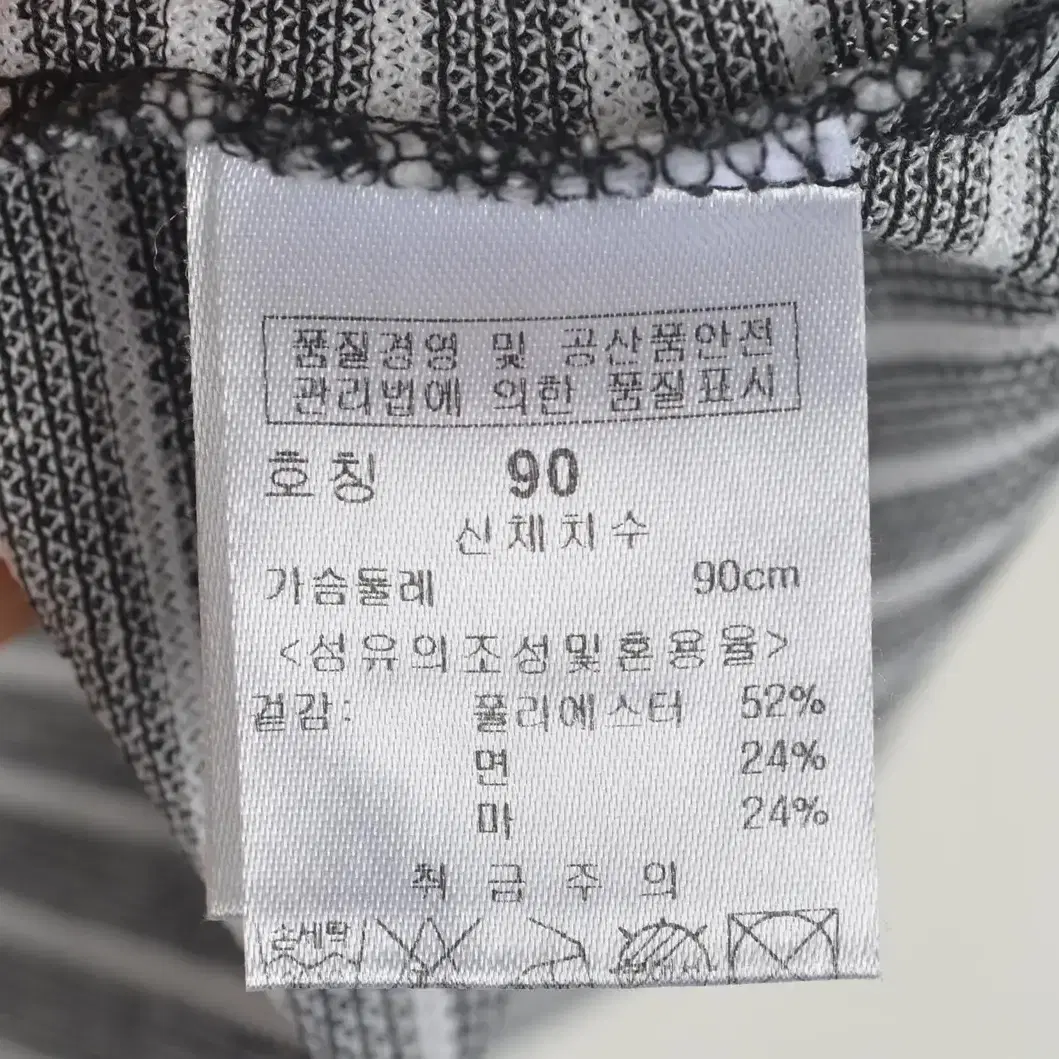 품질경영 및 공산품안전
관리법에 의한 품질표시
호칭 90
신체치수
가슴둘레 90cm
<섬유의조성및혼용율>
겉감: 폴리에스터 52%
면 24%
마 24%
취급주의
손세탁